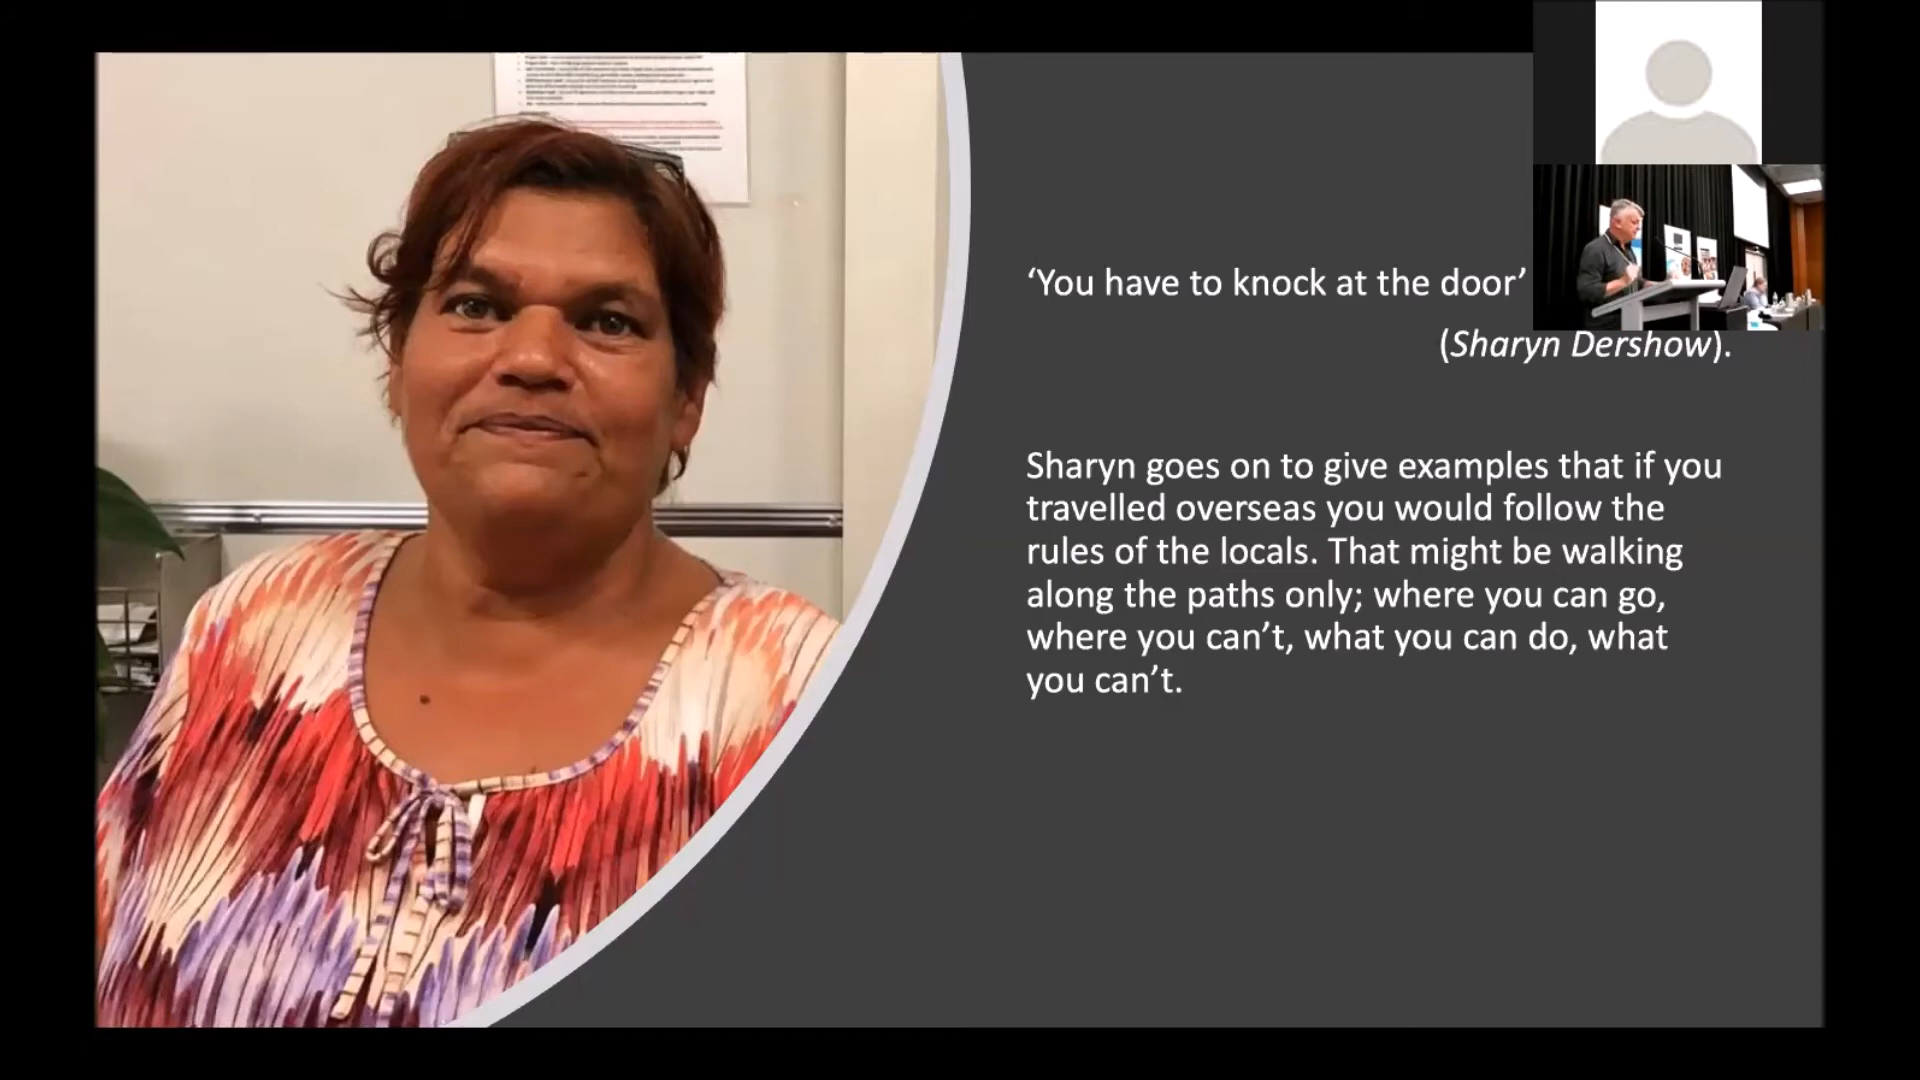 ‘You have to knock at the door’
(Sharyn Dershow).
Sharyn goes on to give examples that if you
travelled overseas you would follow the
rules of the locals. That might be walking
along the paths only; where you can go,
where you can’t, what you can do, what
you can’t.